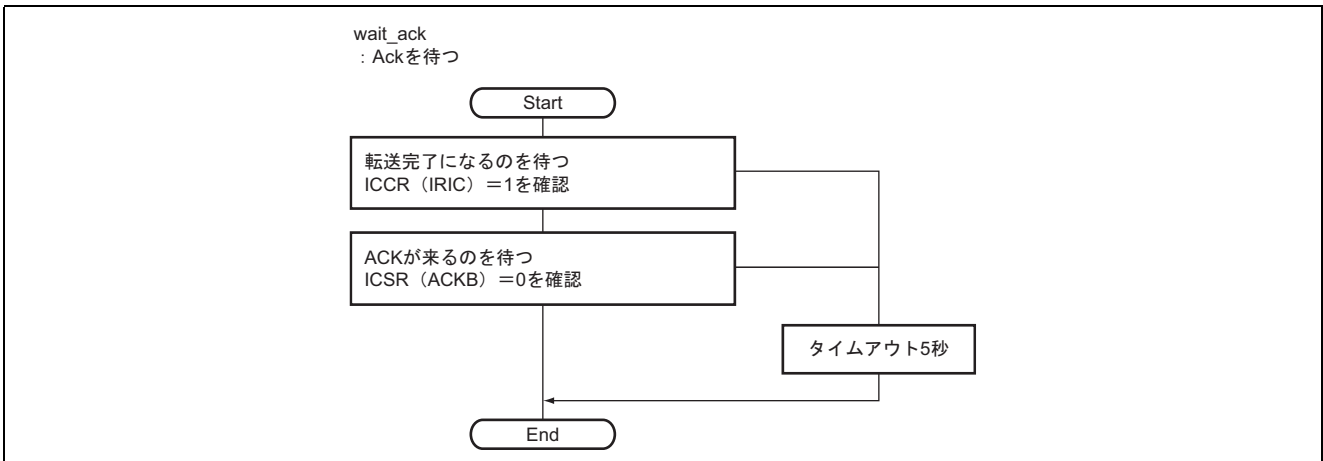 wait_ack
：Ackを待つ
Start
転送完了になるのを待つ
ICCR（IRIC）＝1を確認
ACKが来るのを待つ
ICSR（ACKB）＝0を確認
タイムアウト5秒
End